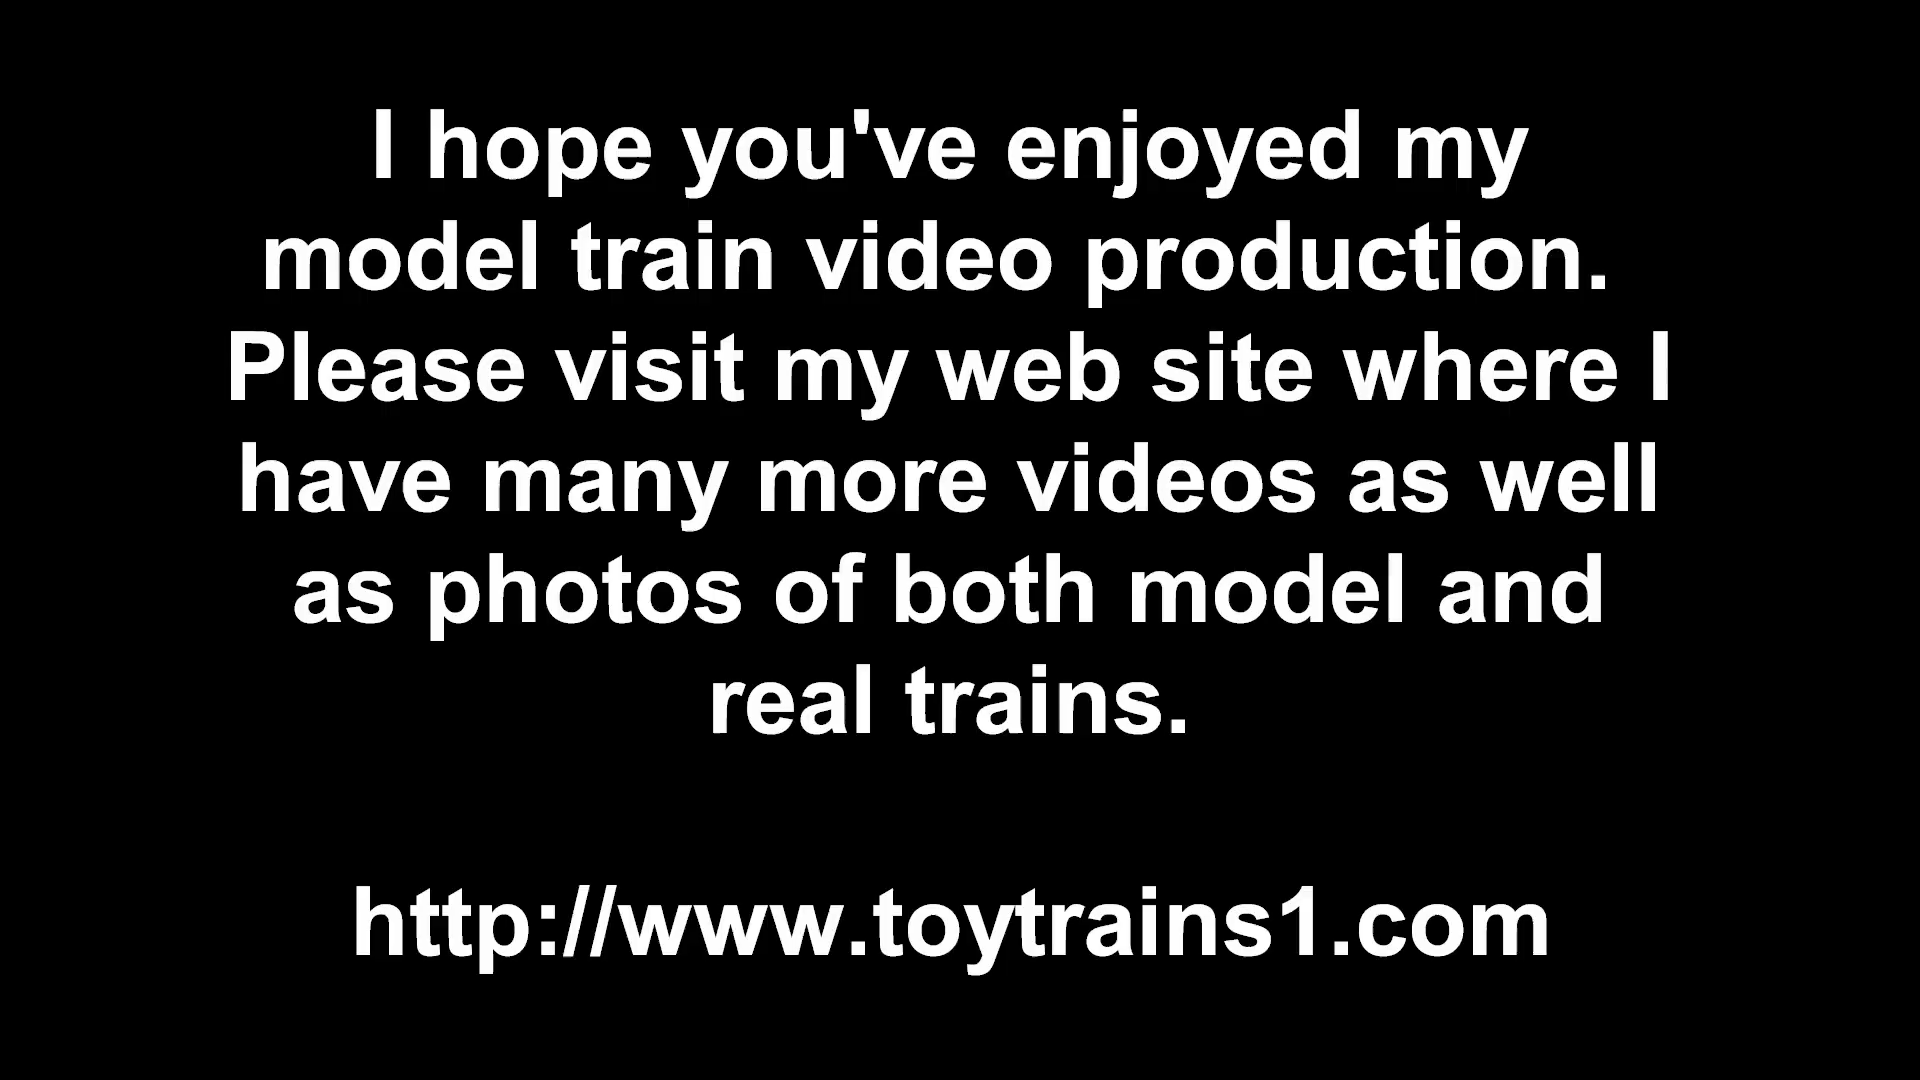 I hope you've enjoyed my
model train video production.
Please visit my web site where I
have many more videos as well
as photos of both model and
real trains.
http://www.toytrains1.com